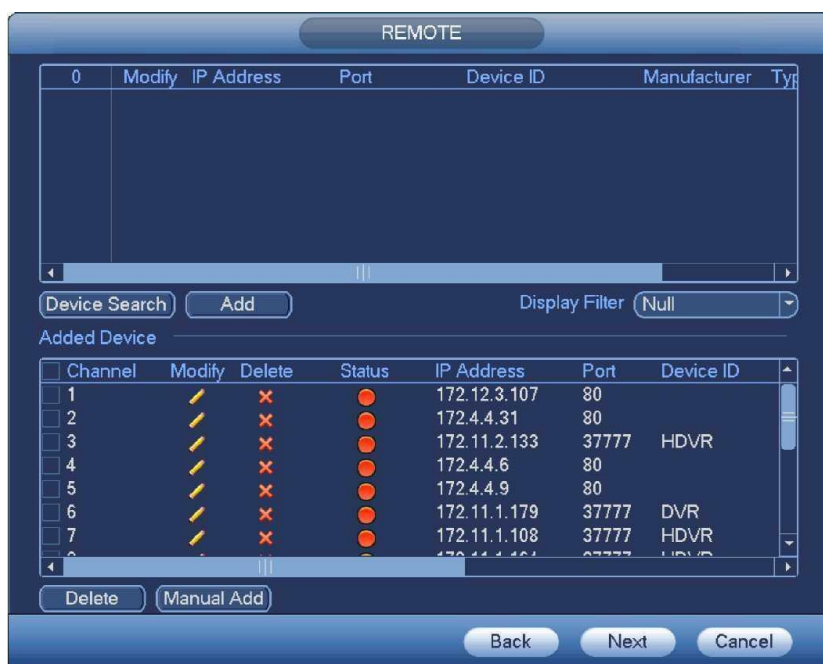 REMOTE
0 Modify IP Address Port Device ID Manufacturer Typ
Device Search Add Display Filter Null
Added Device
Channel Modify Delete Status IP Address Port Device ID
1 172.12.3.107 80
2 172.4.4.31 80
3 172.11.2.133 37777 HDVR
4 172.4.4.6 80
5 172.4.4.9 80
6 172.11.1.179 37777 DVR
7 172.11.1.108 37777 HDVR
Delete Manual Add
Back Next Cancel